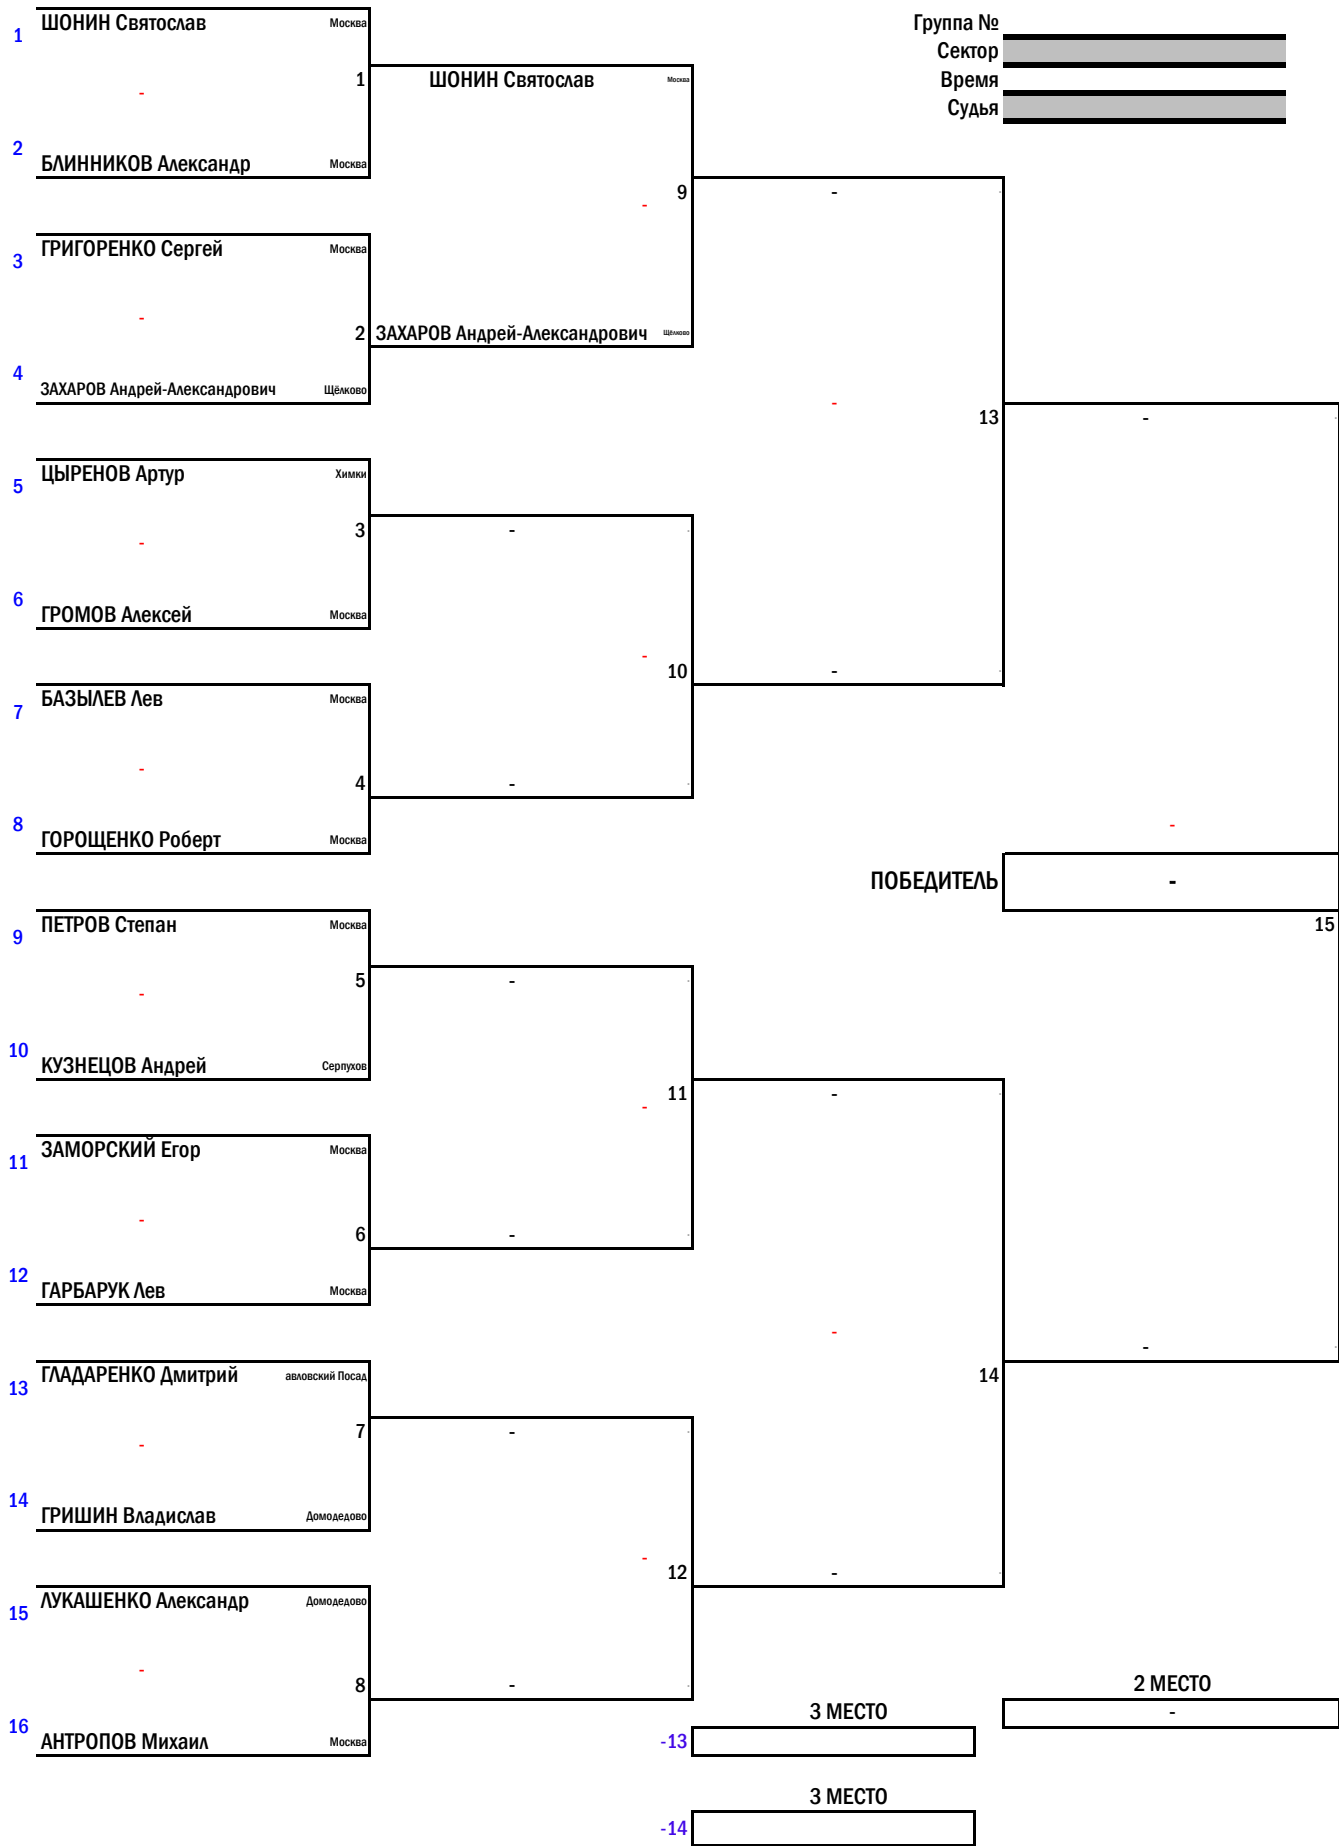 ШОНИН Святослав Москва Группа №
1
Сектор
1 ШОНИН Святослав Москва Время
-
Судья
2
БЛИННИКОВ Александр Москва
9 -
-
ГРИГОРЕНКО Сергей Москва
3
-
2 ЗАХАРОВ Андрей-Александрович Щёлково
4
ЗАХАРОВ Андрей-Александрович Щёлково
-
13 -
ЦЫРЕНОВ Артур Химки
5
3 -
-
6
ГРОМОВ Алексей Москва
-
10 -
БАЗЫЛЕВ Лев Москва
7
-
4 -
8 -
ГОРОЩЕНКО Роберт Москва
ПОБЕДИТЕЛЬ -
ПЕТРОВ Степан Москва 15
9
5 -
-
10
КУЗНЕЦОВ Андрей Серпухов
11 -
-
ЗАМОРСКИЙ Егор Москва
11
-
6 -
12
ГАРБАРУК Лев Москва
-
-
ГЛАДАРЕНКО Дмитрий авловский Посад 14
13
7 -
-
14
ГРИШИН Владислав Домодедово
-
12 -
ЛУКАШЕНКО Александр Домодедово
15
-
8 - 2 МЕСТО
3 МЕСТО -
16
АНТРОПОВ Михаил Москва -13
3 МЕСТО
-14